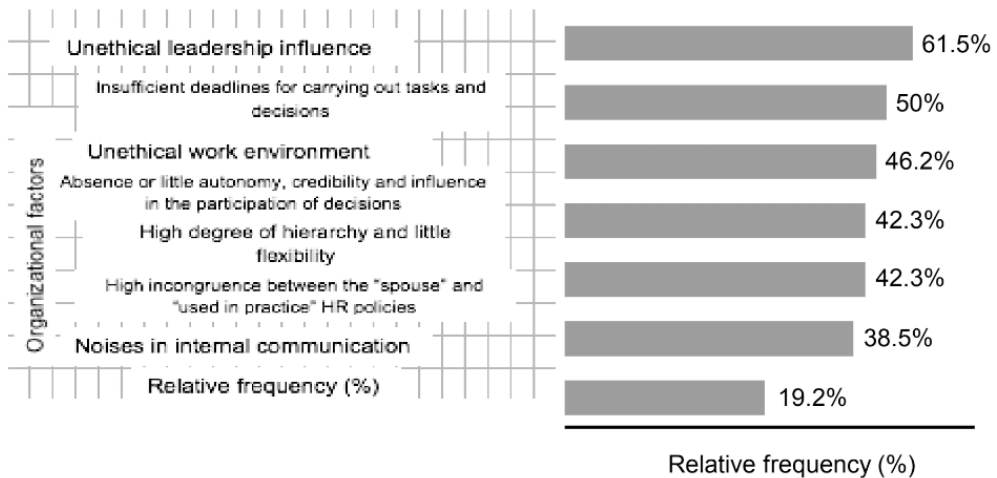 Unethical leadership influence
61.5%
Insufficient deadlines for carrying out tasks and
decisions
50%
Unethical work environment
46.2%
Absence or little autonomy, credibility and influence
in the participation of decisions
42.3%
High degree of hierarchy and little
flexibility
42.3%
High incongruence between the "spouse" and
"used in practice" HR policies
38.5%
Noises in internal communication
19.2%
Relative frequency (%)
Organizational factors
Relative frequency (%)